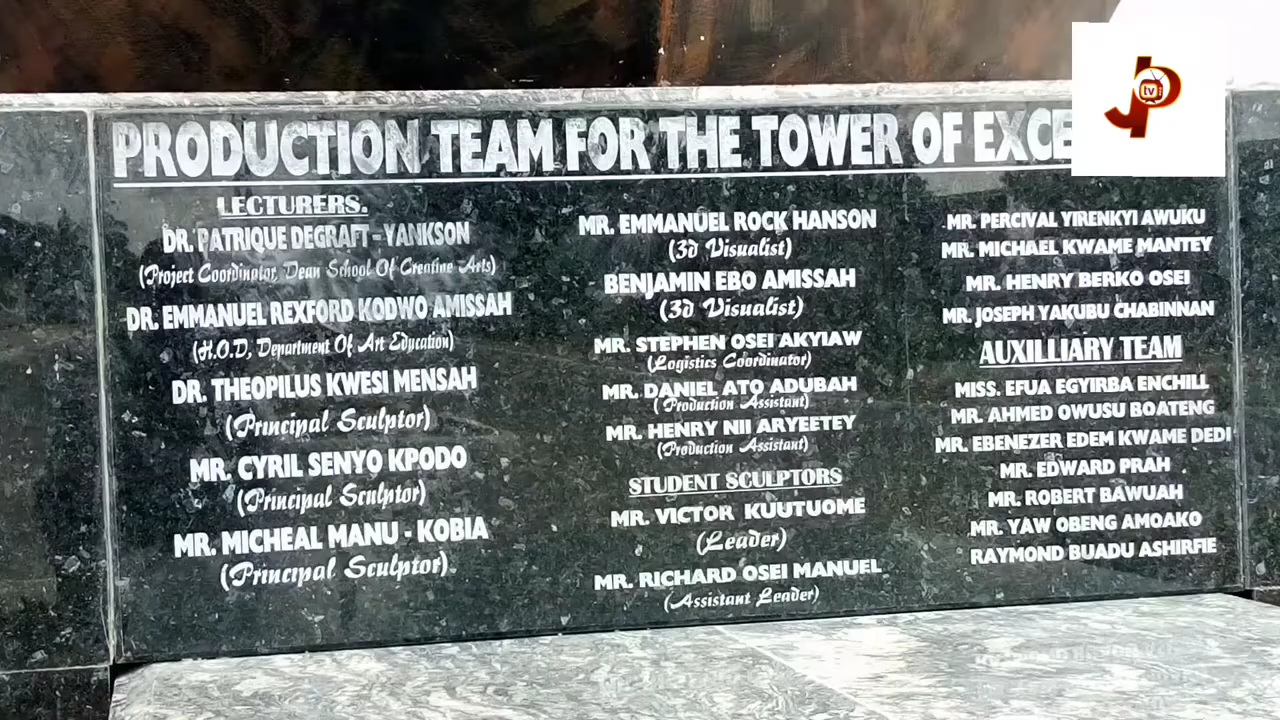 PRODUCTION TEAM FOR THE TOWER OF
LECTURERS.
DR. PATRIQUE DEGRAFT - YANKSON
(Project Coordinator, Dean School Of Creative Arts)
DR. EMMANUEL REXFORD KODWO AMISSAH
(H.O.D, Department Of Art Education)
DR. THEOPILUS KWESI MENSAH
(Principal Sculptor)
MR. CYRIL SENYO KPODO
(Principal Sculptor)
MR. MICHEAL MANU - KOBIA
(Principal Sculptor)
MR. EMMANUEL ROCK HANSON
(3d Visualist)
BENJAMIN EBO AMISSAH
(3d Visualist)
MR. STEPHEN OSEI AKYIAW
(Logistics Coordinator)
MR. DANIEL ATO ADUBAH
(Production Assistant)
MR. HENRY NII ARYEETEY
(Production Assistant)
STUDENT SCULPTORS
MR. VICTOR KUUTUOME
(Leader)
MR. RICHARD OSEI MANUEL
(Assistant Leader)
MR. PERCIVAL YIRENKYI AWUKU
MR. MICHAEL KWAME MANTEY
MR. HENRY BERKO OSEI
MR. JOSEPH YAKUBU CHABINNAN
AUXILLIARY TEAM
MISS. EFUA EGYIRBA ENCHILL
MR. AHMED OWUSU BOATENG
MR. EBENEZER EDEM KWAME DEDI
MR. EDWARD PRAH
MR. ROBERT BAWUAH
MR. YAW OBENG AMOAKO
RAYMOND BUADU ASHIRFIE
JP
tv